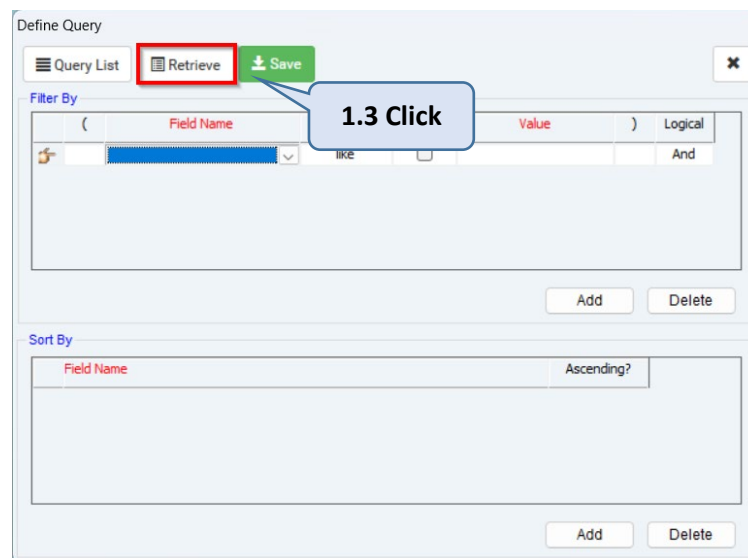 Define Query
Query List Retrieve Save
Filter By
( Field Name Value ) Logical
1.3 Click
like And
Add Delete
Sort By
Field Name Ascending?
Add Delete